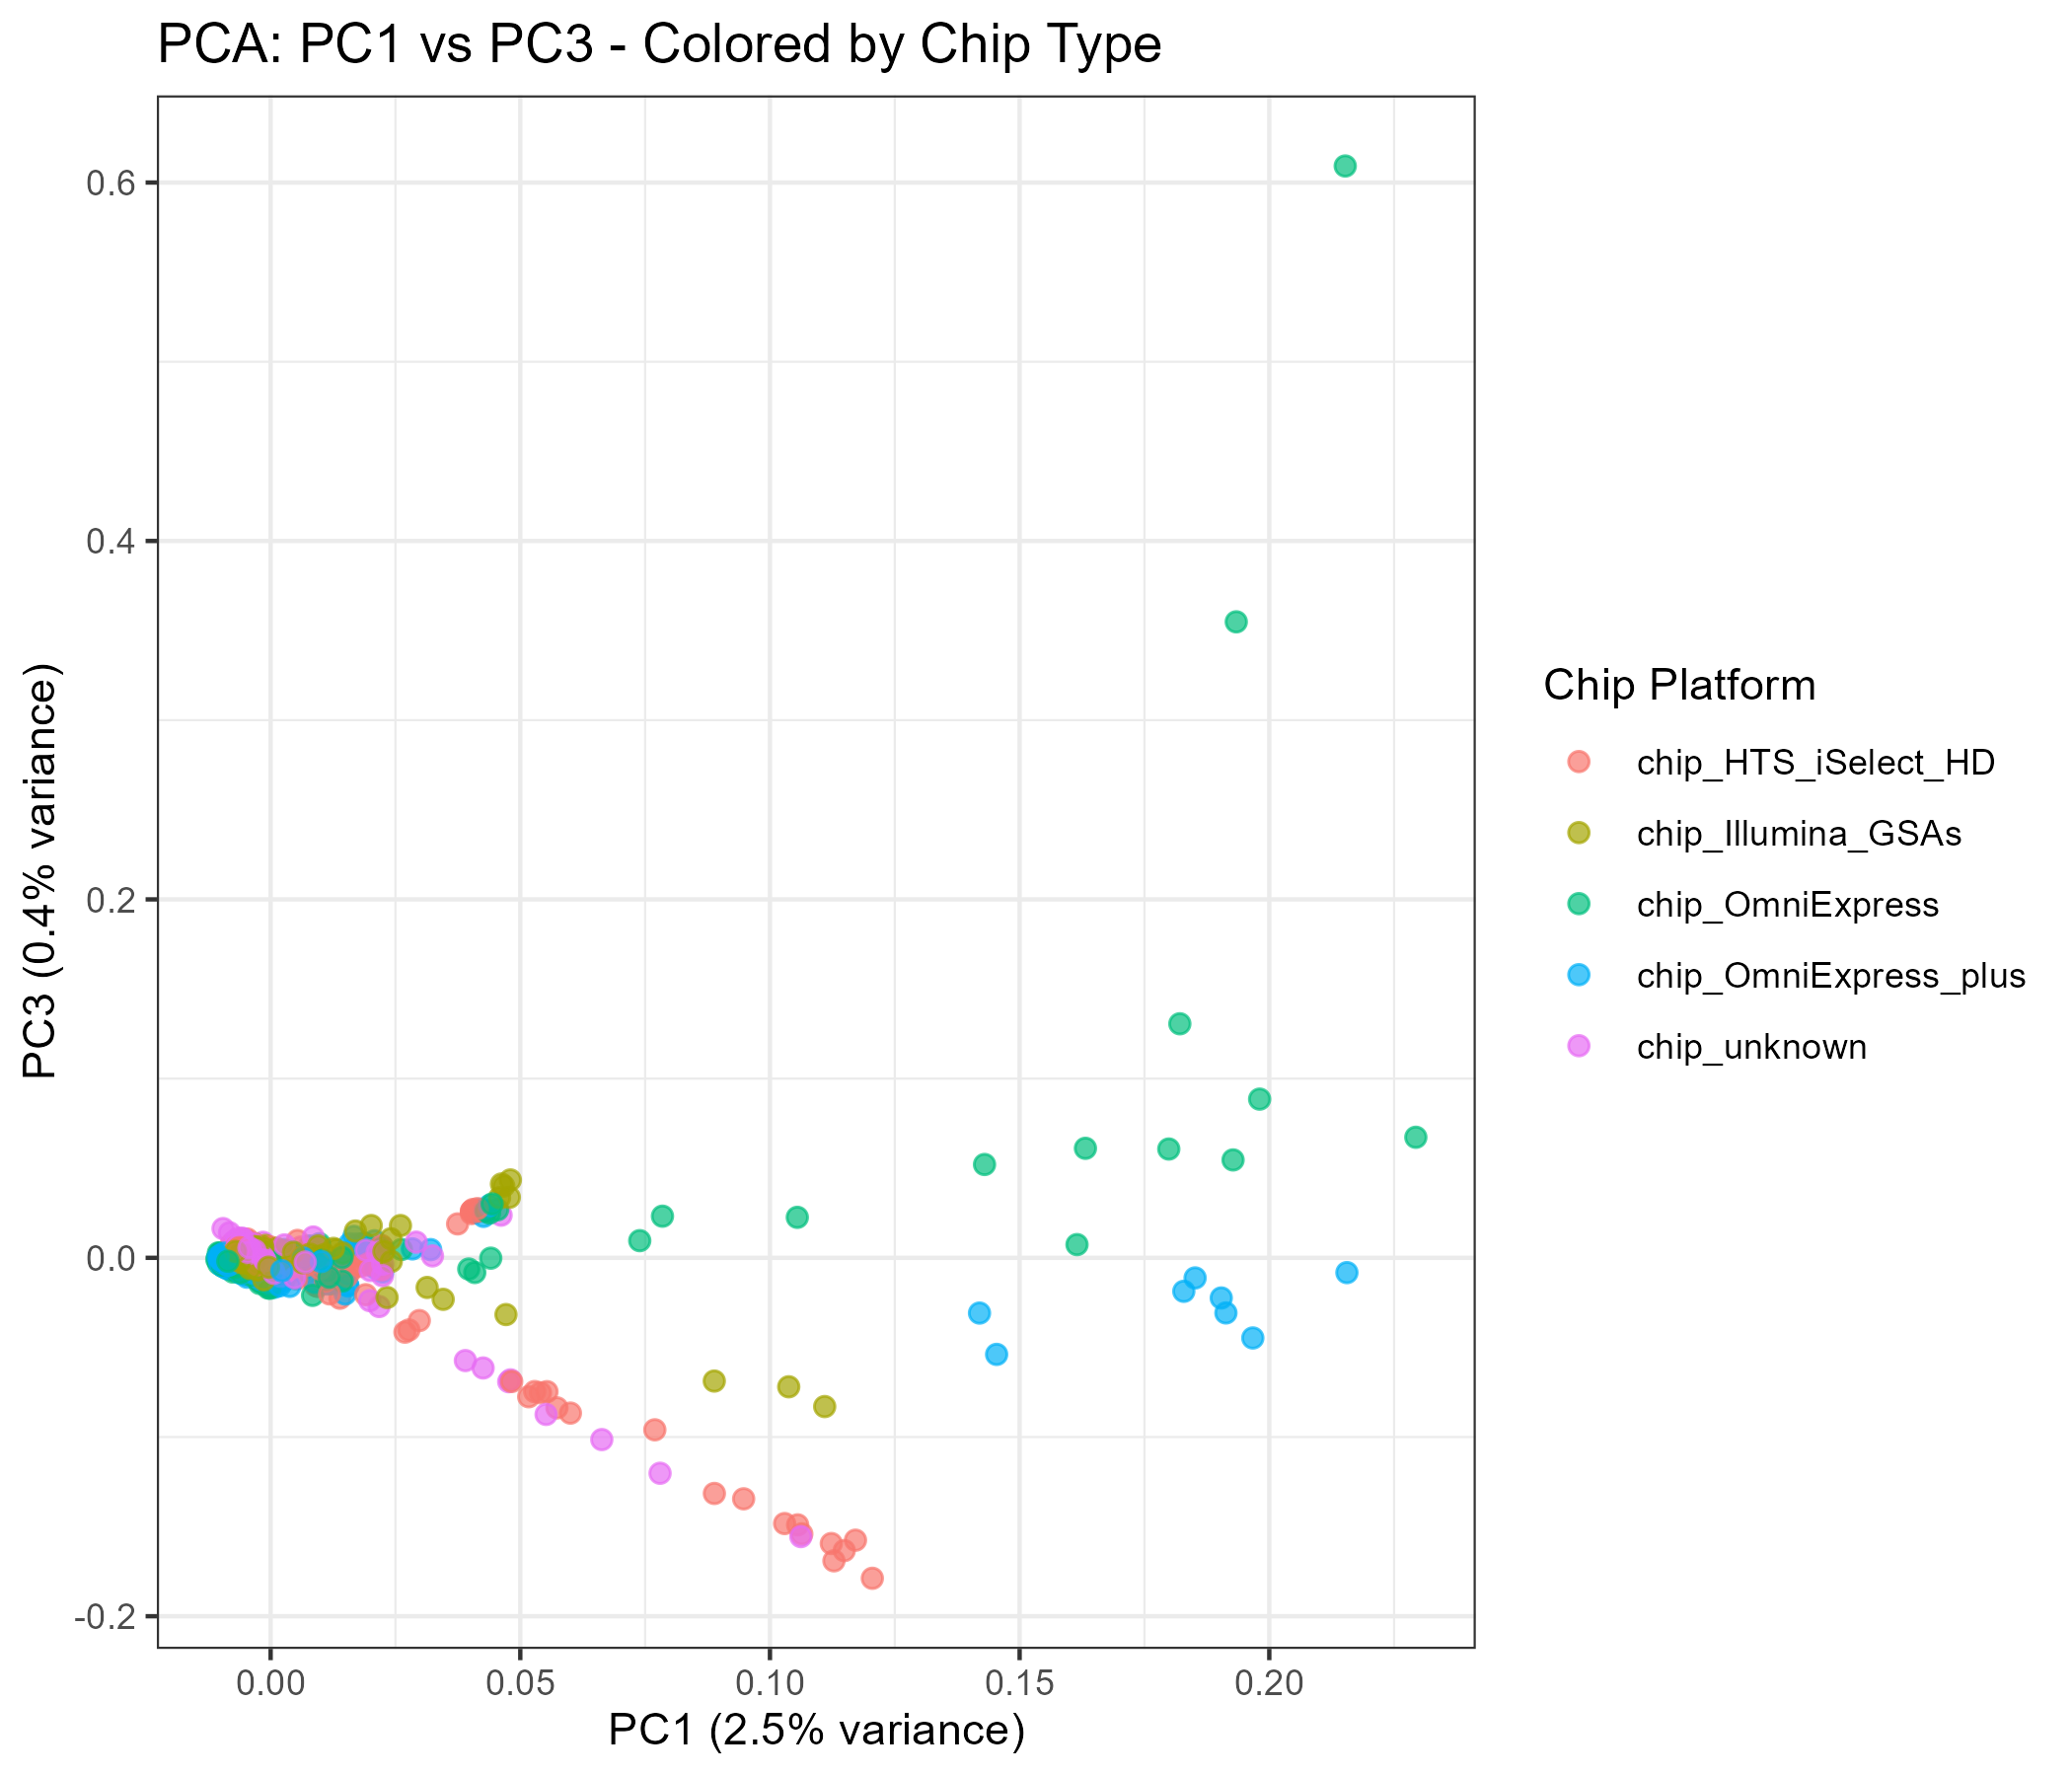 PCA: PC1 vs PC3 - Colored by Chip Type
PC3 (0.4% variance)
0.6
0.4
0.2
0.0
-0.2
0.00 0.05 0.10 0.15 0.20
PC1 (2.5% variance)
Chip Platform
chip_HTS_iSelect_HD
chip_Illumina_GSAs
chip_OmniExpress
chip_OmniExpress_plus
chip_unknown